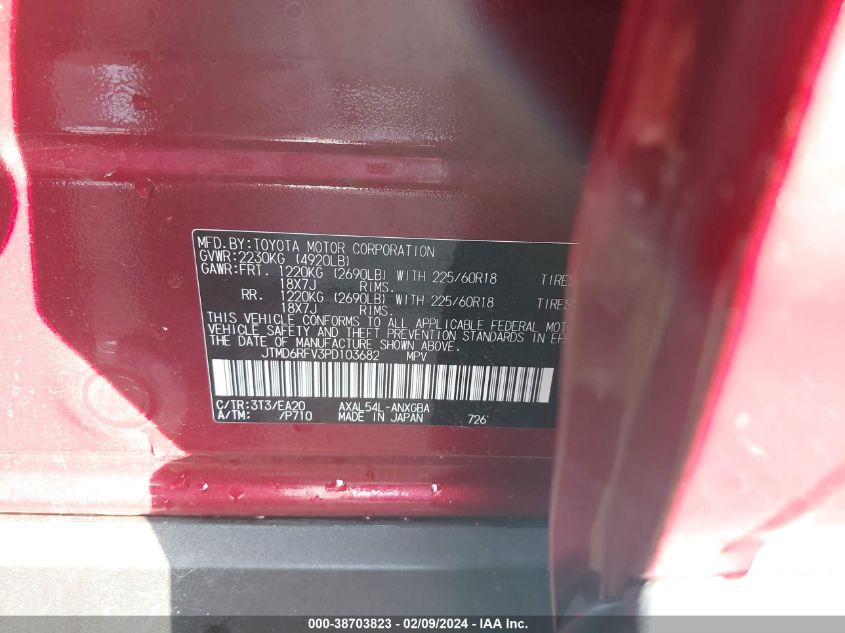 MFD. BY: TOYOTA MOTOR CORPORATION
GVWR: 2230KG (4920LB)
GAWR: FRT. 1220KG (2690LB) WITH 225/60R18 TIRES
18X7J RIMS.
RR. 1220KG (2690LB) WITH 225/60R18 TIRES
18X7J RIMS.
THIS VEHICLE CONFORMS TO ALL APPLICABLE FEDERAL MOT
VEHICLE SAFETY AND THEFT PREVENTION STANDARDS IN EFF
THE DATE OF MANUFACTURE SHOWN ABOVE.
JTMD6RFV3PD103682 MPV
C/TR: 3T3/EA20 AXAL54L-ANXGBA
A/TM: /P710 MADE IN JAPAN 726
000-38703823 - 02/09/2024 - IAA Inc.